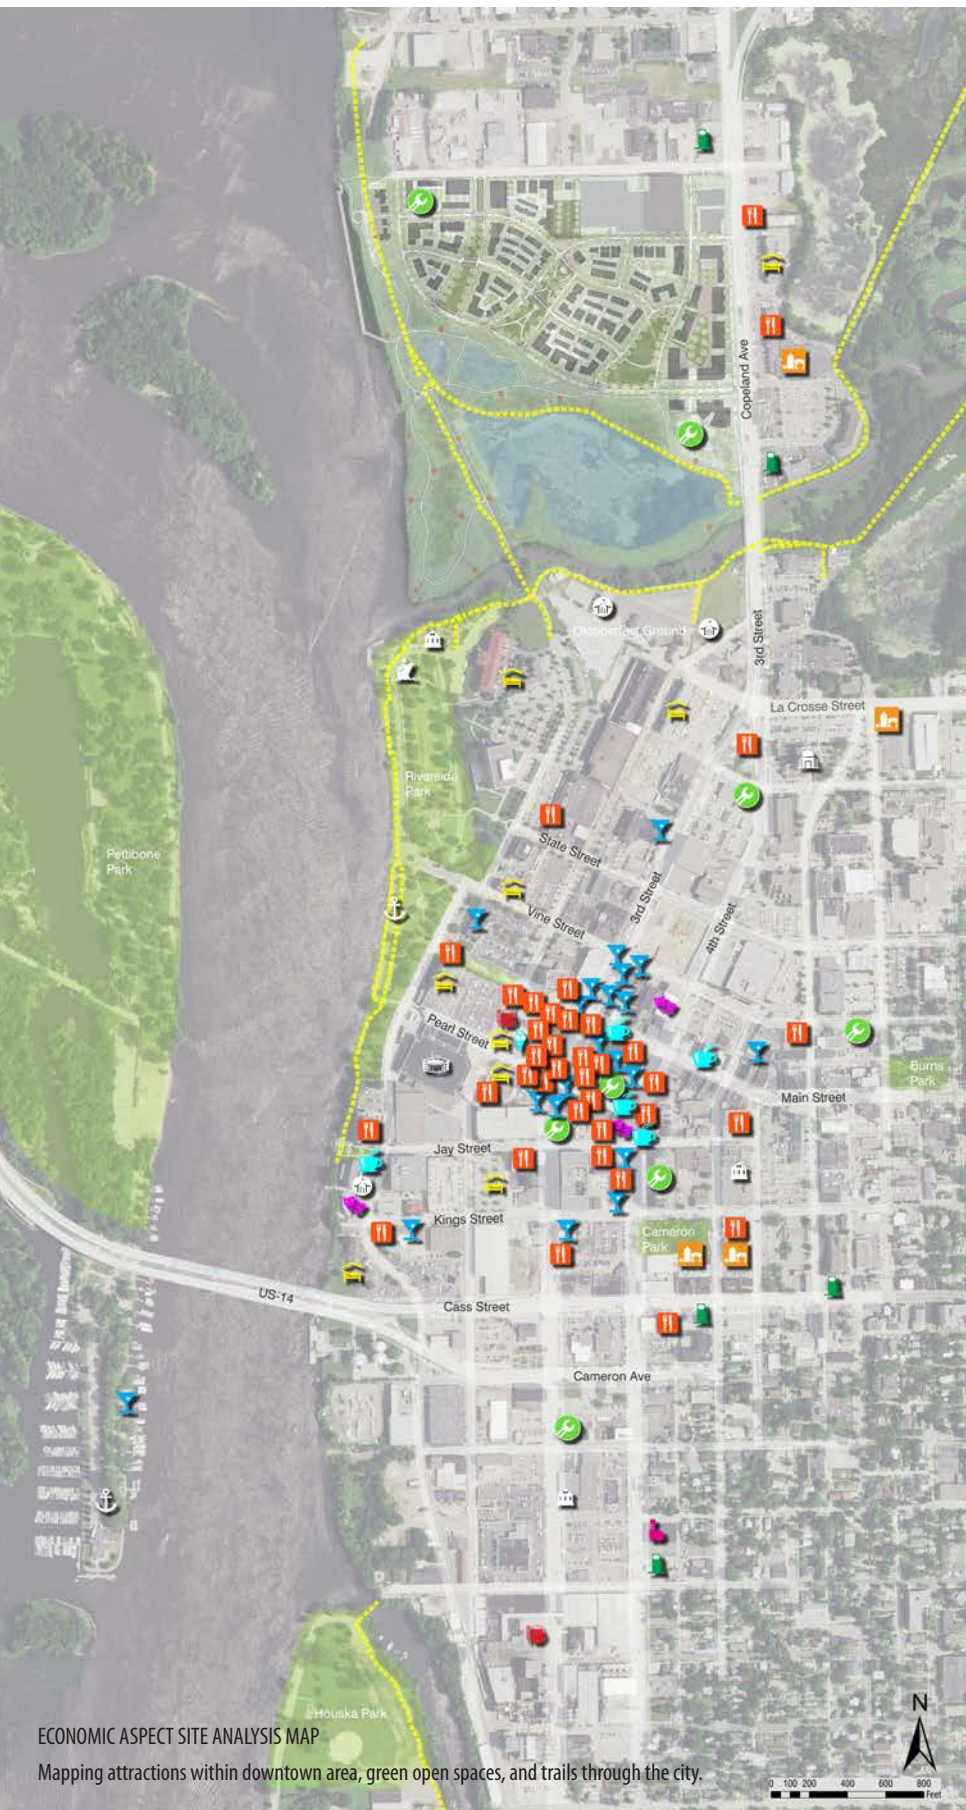 Copeland Ave
Oktoberfest Ground
3rd Street
La Crosse Street
Riverside
Park
State Street
Pettibone
Park
3rd Street
4th Street
Vine Street
Pearl Street
Burns
Park
Main Street
Jay Street
Kings Street
Cameron
Park
US-14
Cass Street
Cameron Ave
Houska Park
N
ECONOMIC ASPECT SITE ANALYSIS MAP
Mapping attractions within downtown area, green open spaces, and trails through the city.
0 100 200 400 600 800
Feet